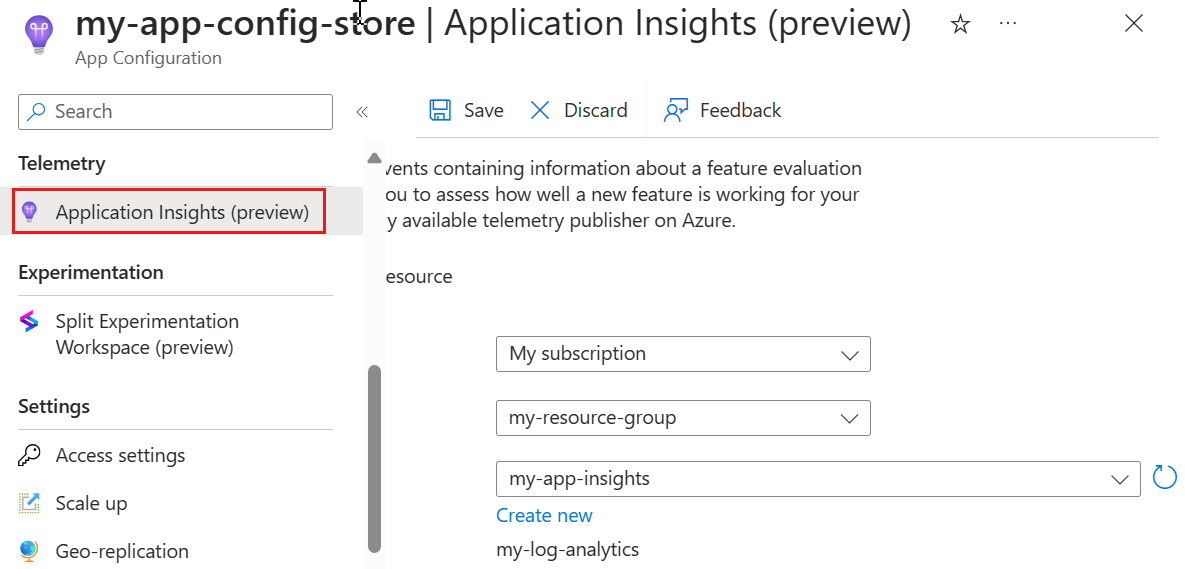 my-app-config-store | Application Insights (preview)
App Configuration
Search
Save
Discard
Feedback
Telemetry
Application Insights (preview)
Experimentation
Split Experimentation
Workspace (preview)
Settings
Access settings
Scale up
Geo-replication
vents containing information about a feature evaluation
ou to assess how well a new feature is working for your
y available telemetry publisher on Azure.
esource
My subscription
my-resource-group
my-app-insights
Create new
my-log-analytics